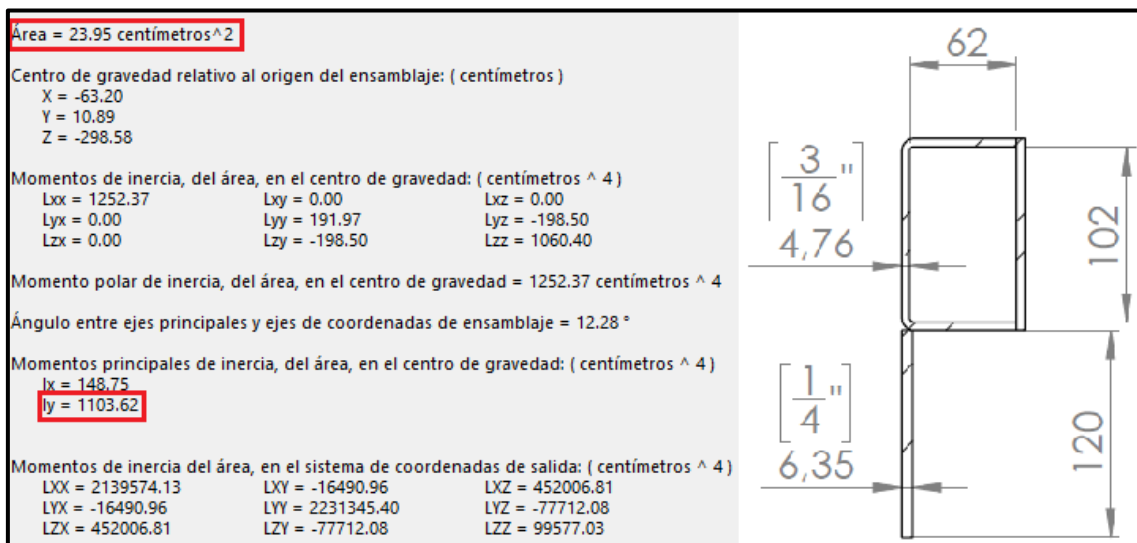 Área = 23.95 centímetros^2
Centro de gravedad relativo al origen del ensamblaje: ( centímetros )
X = -63.20
Y = 10.89
Z = -298.58
Momentos de inercia, del área, en el centro de gravedad: ( centímetros ^ 4 )
Lxx = 1252.37 Lxy = 0.00 Lxz = 0.00
Lyx = 0.00 Lyy = 191.97 Lyz = -198.50
Lzx = 0.00 Lzy = -198.50 Lzz = 1060.40
Momento polar de inercia, del área, en el centro de gravedad = 1252.37 centímetros ^ 4
Ángulo entre ejes principales y ejes de coordenadas de ensamblaje = 12.28 °
Momentos principales de inercia, del área, en el centro de gravedad: ( centímetros ^ 4 )
Ix = 148.75
Iy = 1103.62
Momentos de inercia del área, en el sistema de coordenadas de salida: ( centímetros ^ 4 )
LXX = 2139574.13 LXY = -16490.96 LXZ = 452006.81
LYX = -16490.96 LYY = 2231345.40 LYZ = -77712.08
LZX = 452006.81 LZY = -77712.08 LZZ = 99577.03
62
[3/16"]
4,76
102
[1/4"]
6,35
120